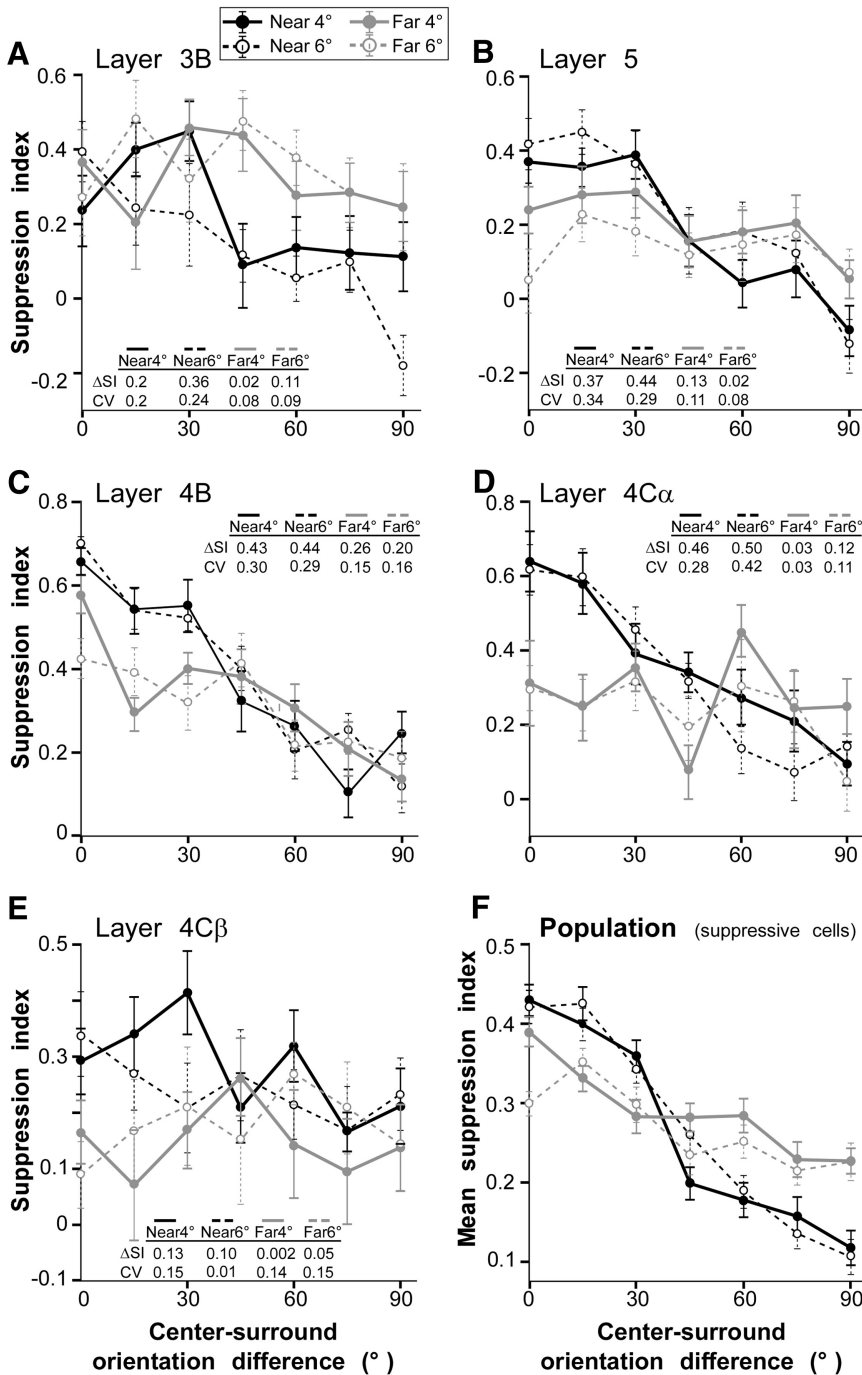 Near 4° Far 4°
Near 6° Far 6°
A Layer 3B
Suppression index
0.6
0.4
0.2
0
-0.2
Near4° Near6° Far4° Far6°
ΔSI 0.2 0.36 0.02 0.11
CV 0.2 0.24 0.08 0.09
0 30 60 90
B Layer 5
0.6
0.4
0.2
0
-0.2
Near4° Near6° Far4° Far6°
ΔSI 0.37 0.44 0.13 0.02
CV 0.34 0.29 0.11 0.08
0 30 60 90
C Layer 4B
Suppression index
0.8
0.6
0.4
0.2
0
Near4° Near6° Far4° Far6°
ΔSI 0.43 0.44 0.26 0.20
CV 0.30 0.29 0.15 0.16
0 30 60 90
D Layer 4Cα
0.8
0.6
0.4
0.2
0
Near4° Near6° Far4° Far6°
ΔSI 0.46 0.50 0.03 0.12
CV 0.28 0.42 0.03 0.11
0 30 60 90
E Layer 4Cβ
Suppression index
0.5
0.3
0.1
0
-0.1
Near4° Near6° Far4° Far6°
ΔSI 0.13 0.10 0.002 0.05
CV 0.15 0.01 0.14 0.15
0 30 60 90
Center-surround
orientation difference (°)
F Population (suppressive cells)
Mean suppression index
0.5
0.4
0.3
0.2
0.1
0 30 60 90
Center-surround
orientation difference (°)